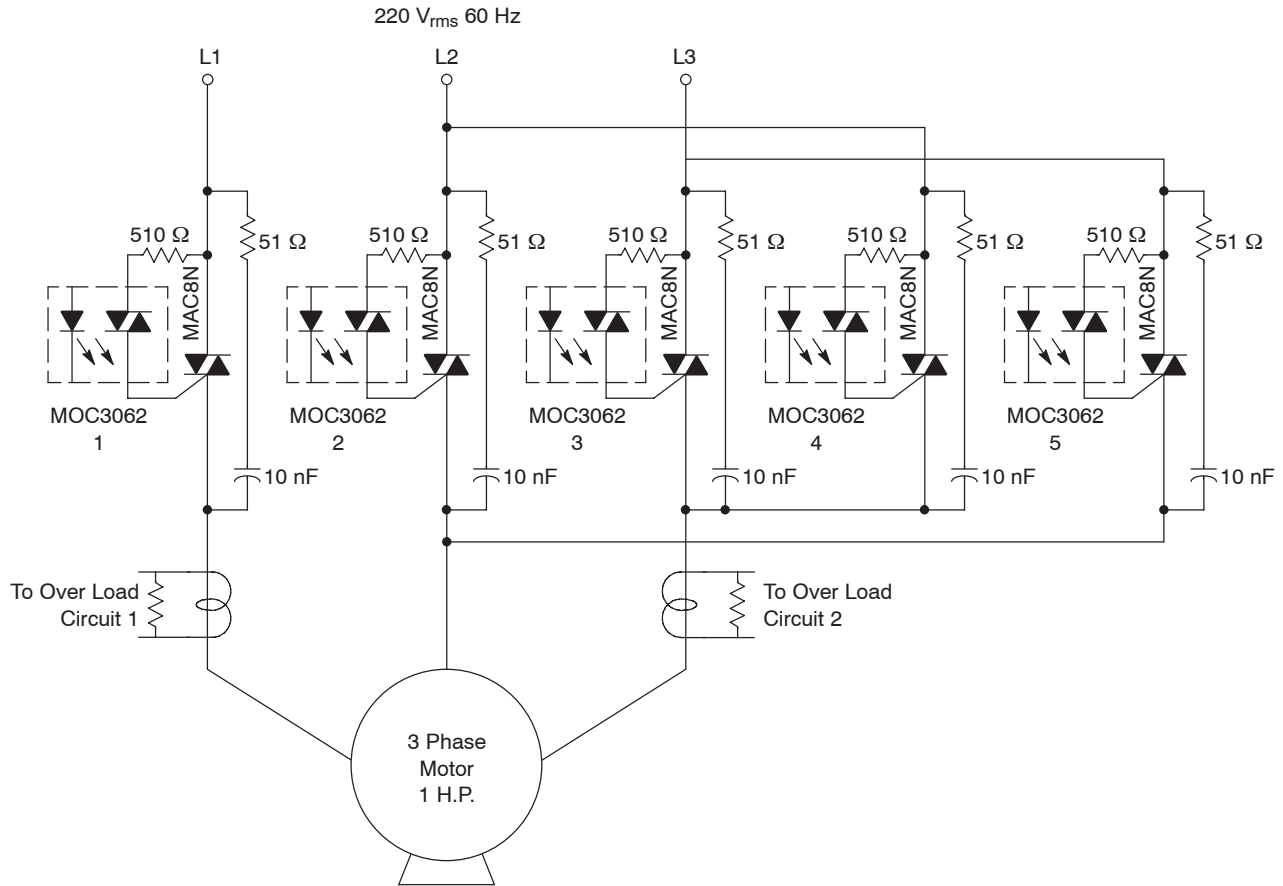 220 Vrms 60 Hz
L1
L2
L3
510 Ω
51 Ω
510 Ω
51 Ω
510 Ω
51 Ω
510 Ω
51 Ω
510 Ω
51 Ω
MAC8N
MAC8N
MAC8N
MAC8N
MAC8N
MOC3062
1
MOC3062
2
MOC3062
3
MOC3062
4
MOC3062
5
10 nF
10 nF
10 nF
10 nF
10 nF
To Over Load
Circuit 1
To Over Load
Circuit 2
3 Phase
Motor
1 H.P.